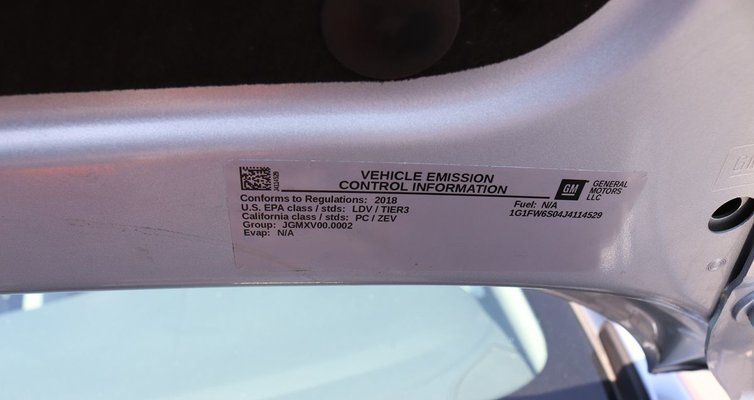 VEHICLE EMISSION
CONTROL INFORMATION
GM
GENERAL
MOTORS
LLC
Conforms to Regulations: 2018
Fuel: N/A
U.S. EPA class / stds: LDV / TIER3
1G1FW6S04J4114529
California class / stds: PC / ZEV
Group: JGMXV00.0002
Evap: N/A